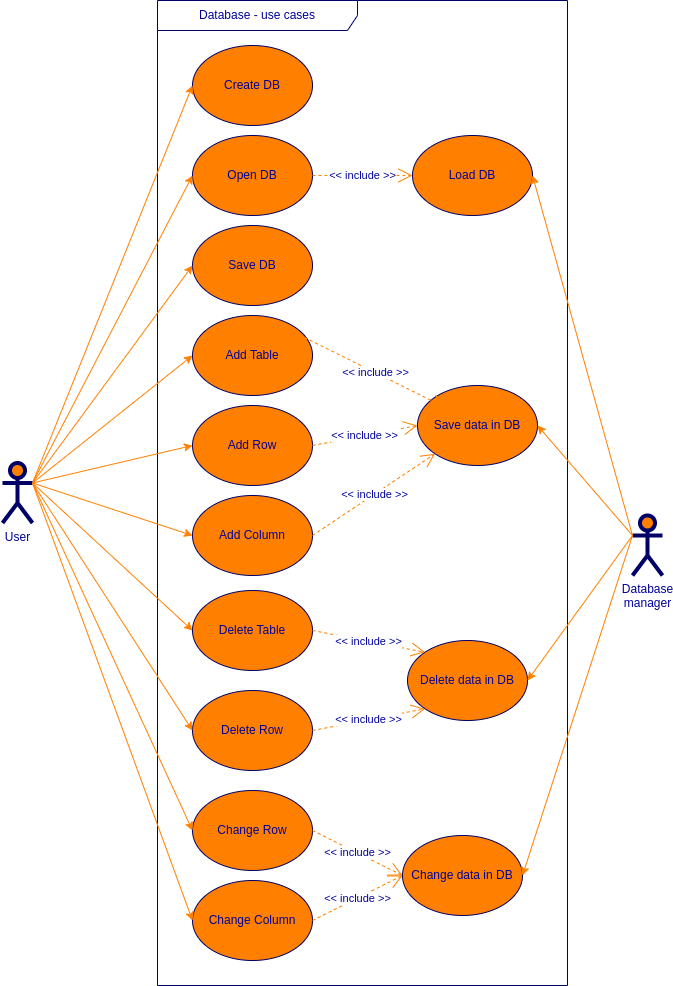 Database - use cases
Create DB
Open DB
<< include >>
Load DB
Save DB
Add Table
<< include >>
Add Row
<< include >>
Save data in DB
Add Column
<< include >>
User
Database
manager
Delete Table
<< include >>
Delete data in DB
Delete Row
<< include >>
Change Row
<< include >>
Change data in DB
Change Column
<< include >>